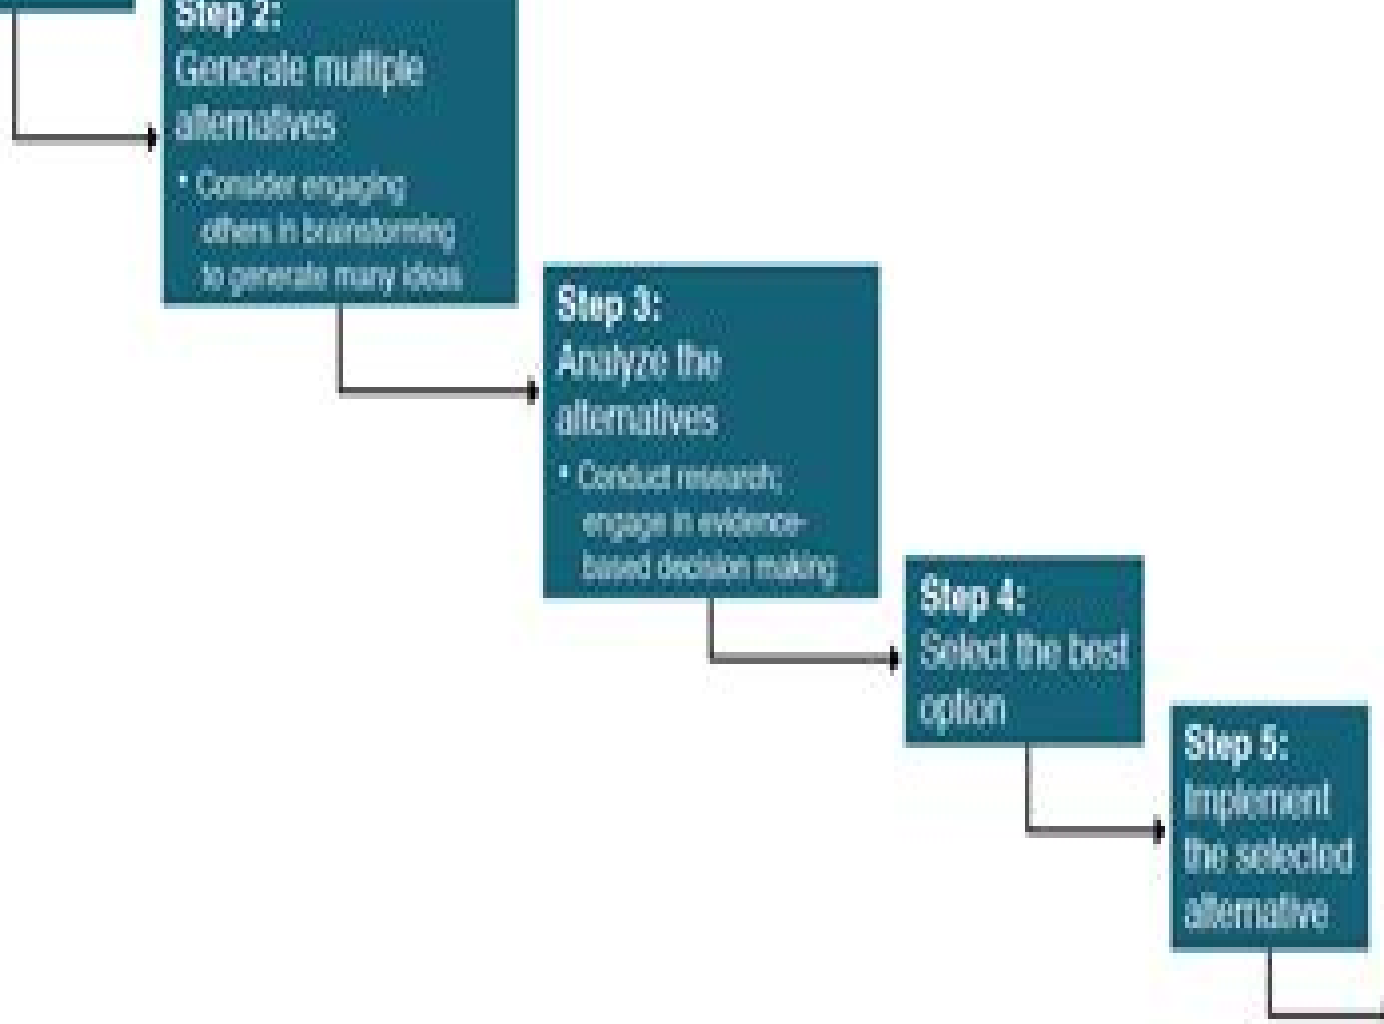 Step 2:
Generate multiple
alternatives
• Consider engaging
others in brainstorming
to generate many ideas
Step 3:
Analyze the
alternatives
• Conduct research;
engage in evidence-
based decision making
Step 4:
Select the best
option
Step 5:
Implement
the selected
alternative